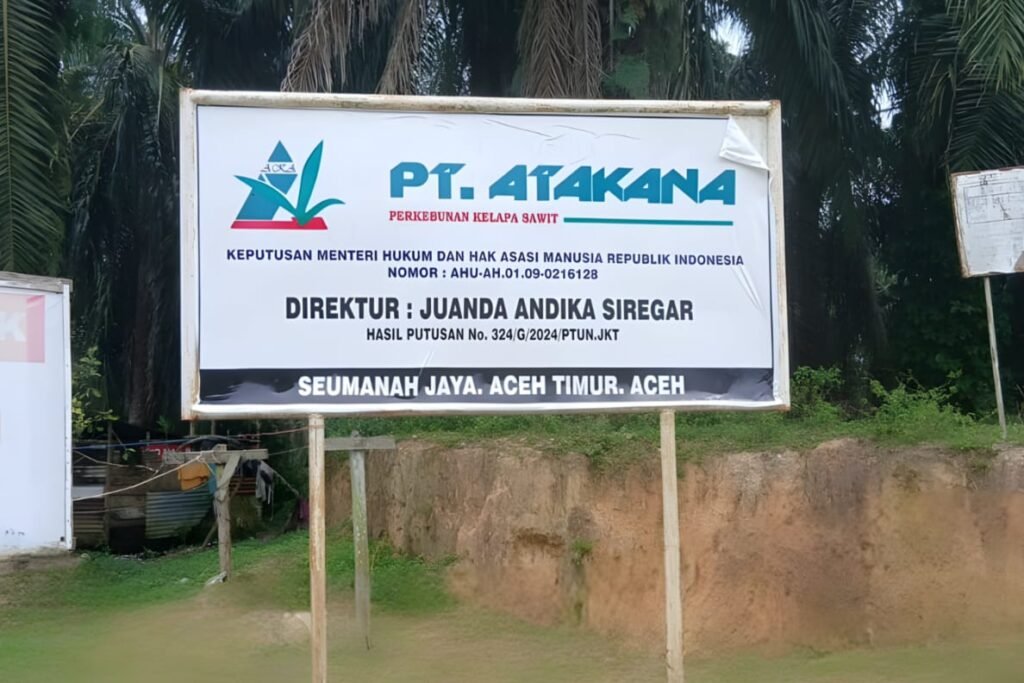 ACRA
PT. ATAKANA
PERKEBUNAN KELAPA SAWIT
KEPUTUSAN MENTERI HUKUM DAN HAK ASASI MANUSIA REPUBLIK INDONESIA
NOMOR : AHU-AH.01.09-0216128
DIREKTUR : JUANDA ANDIKA SIREGAR
HASIL PUTUSAN No. 324/G/2024/PTUN.JKT
SEUMANAH JAYA. ACEH TIMUR. ACEH